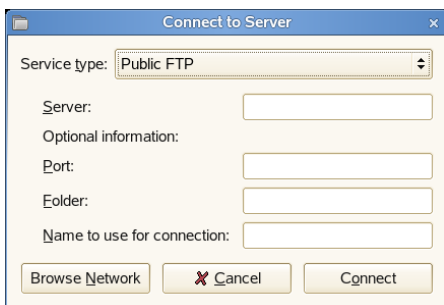 Connect to Server
Service type: Public FTP
Server:
Optional information:
Port:
Folder:
Name to use for connection:
Browse Network Cancel Connect